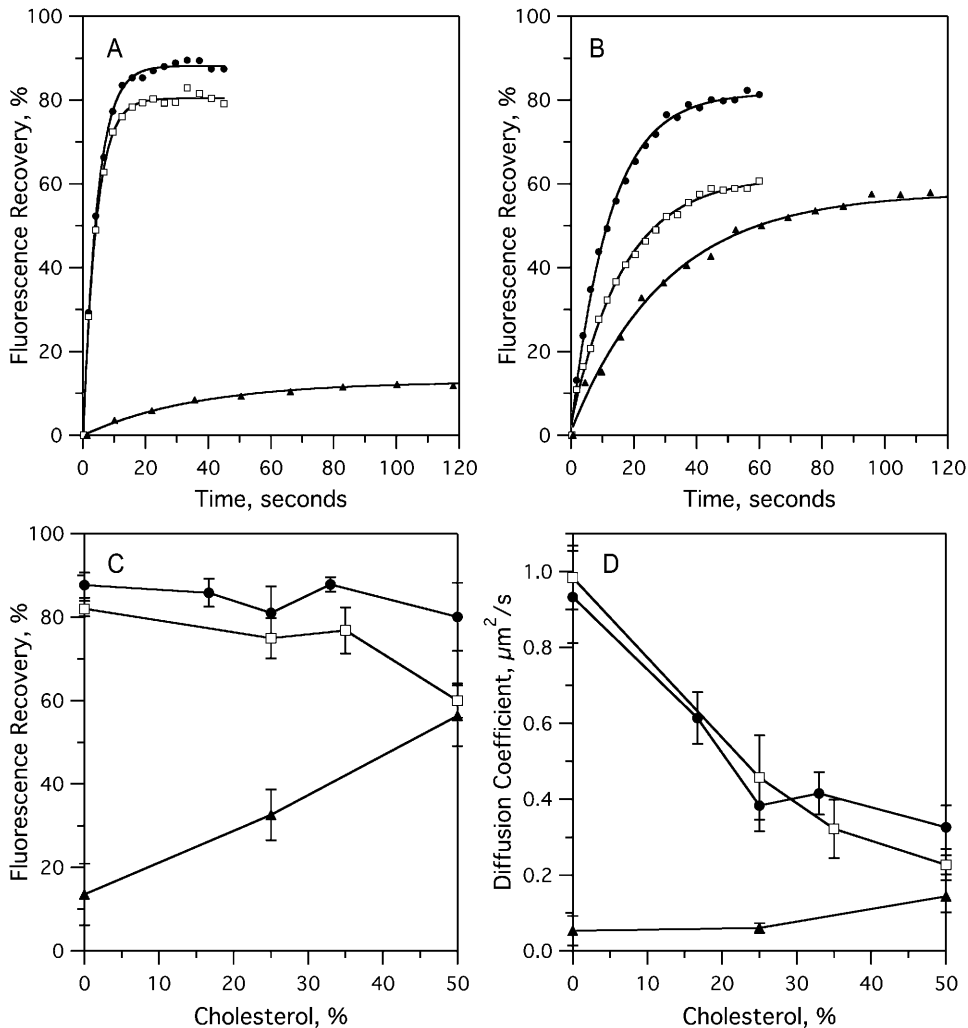 A
Fluorescence Recovery, %
100
80
60
40
20
0
0 20 40 60 80 100 120
Time, seconds
B
Fluorescence Recovery, %
100
80
60
40
20
0
0 20 40 60 80 100 120
Time, seconds
C
Fluorescence Recovery, %
100
80
60
40
20
0
0 10 20 30 40 50
Cholesterol, %
D
Diffusion Coefficient, µm²/s
1.0
0.8
0.6
0.4
0.2
0.0
0 10 20 30 40 50
Cholesterol, %